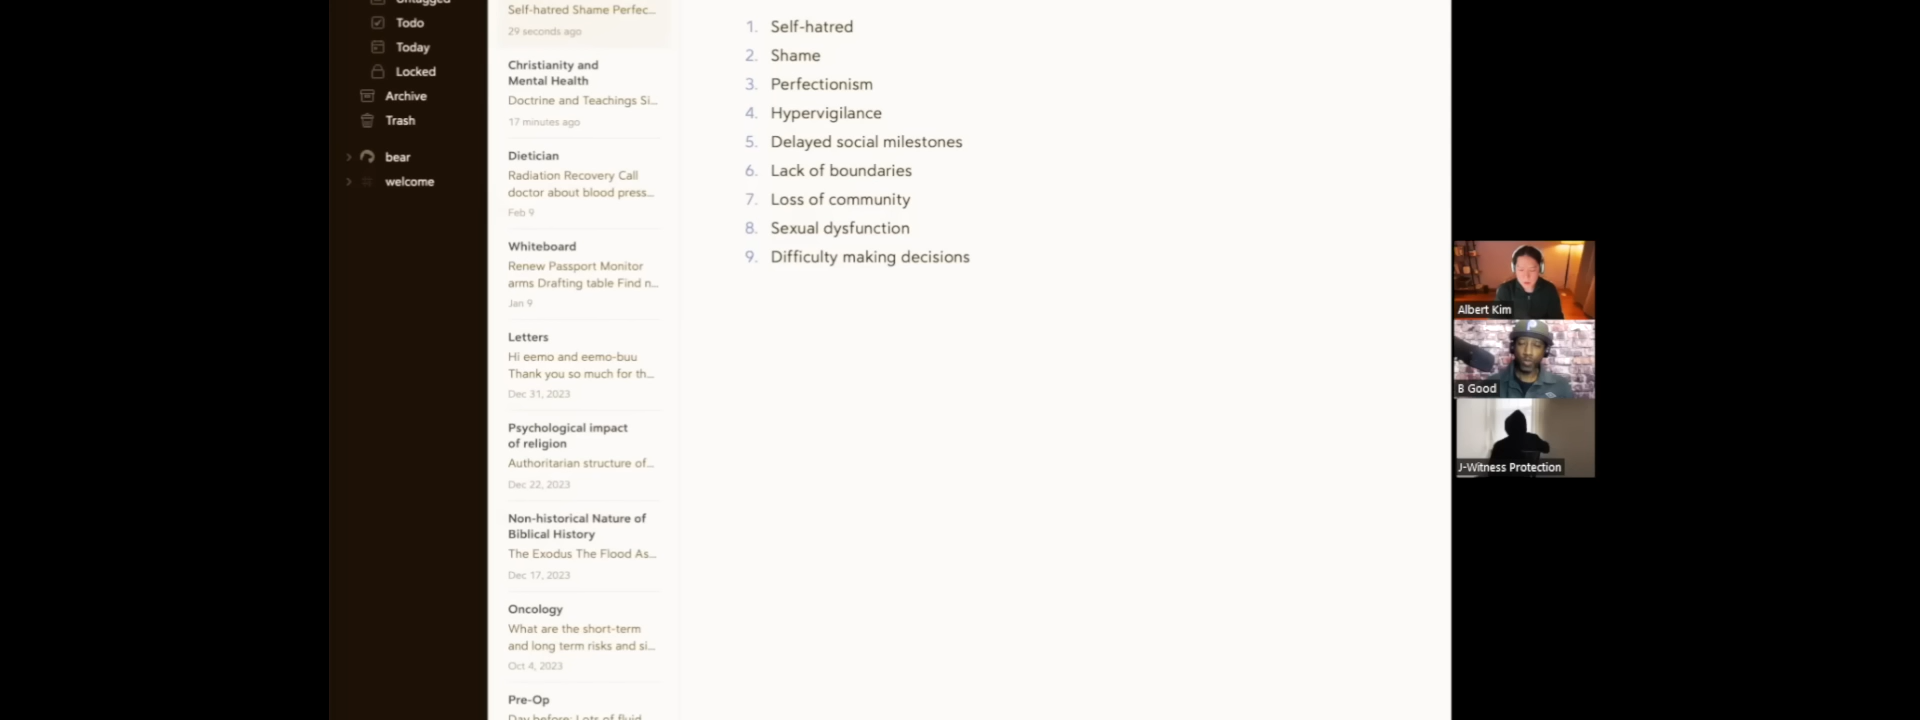 Untagged
Todo
Today
Locked
Archive
Trash
bear
welcome
Self-hatred Shame Perfec...
29 seconds ago
Christianity and
Mental Health
Doctrine and Teachings Si...
17 minutes ago
Dietician
Radiation Recovery Call
doctor about blood press...
Feb 9
Whiteboard
Renew Passport Monitor
arms Drafting table Find n...
Jan 9
Letters
Hi eemo and eemo-buu
Thank you so much for th...
Dec 31, 2023
Psychological impact
of religion
Authoritarian structure of...
Dec 22, 2023
Non-historical Nature of
Biblical History
The Exodus The Flood As...
Dec 17, 2023
Oncology
What are the short-term
and long term risks and si...
Oct 4, 2023
Pre-Op
Day before: Lots of fluid
1. Self-hatred
2. Shame
3. Perfectionism
4. Hypervigilance
5. Delayed social milestones
6. Lack of boundaries
7. Loss of community
8. Sexual dysfunction
9. Difficulty making decisions
Albert Kim
B Good
J-Witness Protection